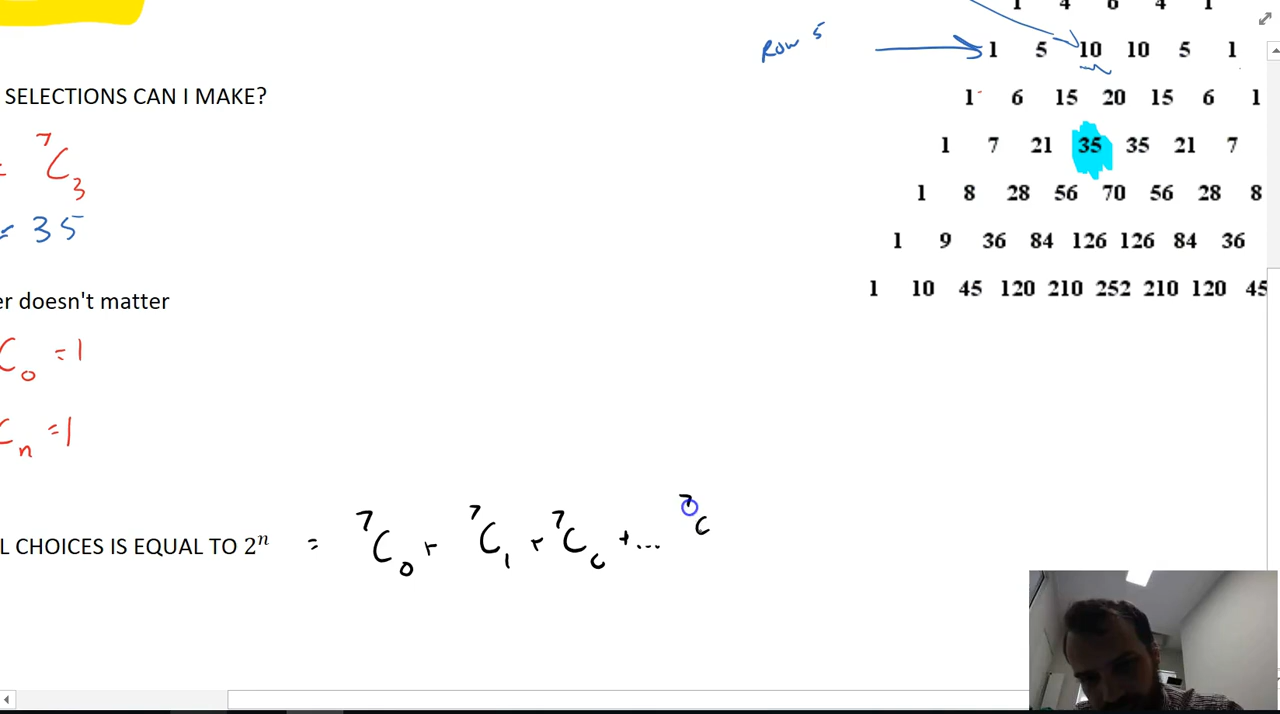 1 4 6 4 1
Row 5
1 5 10 10 5 1
SELECTIONS CAN I MAKE?
1 6 15 20 15 6 1
⁷C₃
1 7 21 35 35 21 7
1 8 28 56 70 56 28 8
= 35
1 9 36 84 126 126 84 36
1 10 45 120 210 252 210 120 45
er doesn't matter
C₀ = 1
Cₙ = 1
L CHOICES IS EQUAL TO 2ⁿ = ⁷C₀ + ⁷C₁ + ⁷C + ... ⁷C